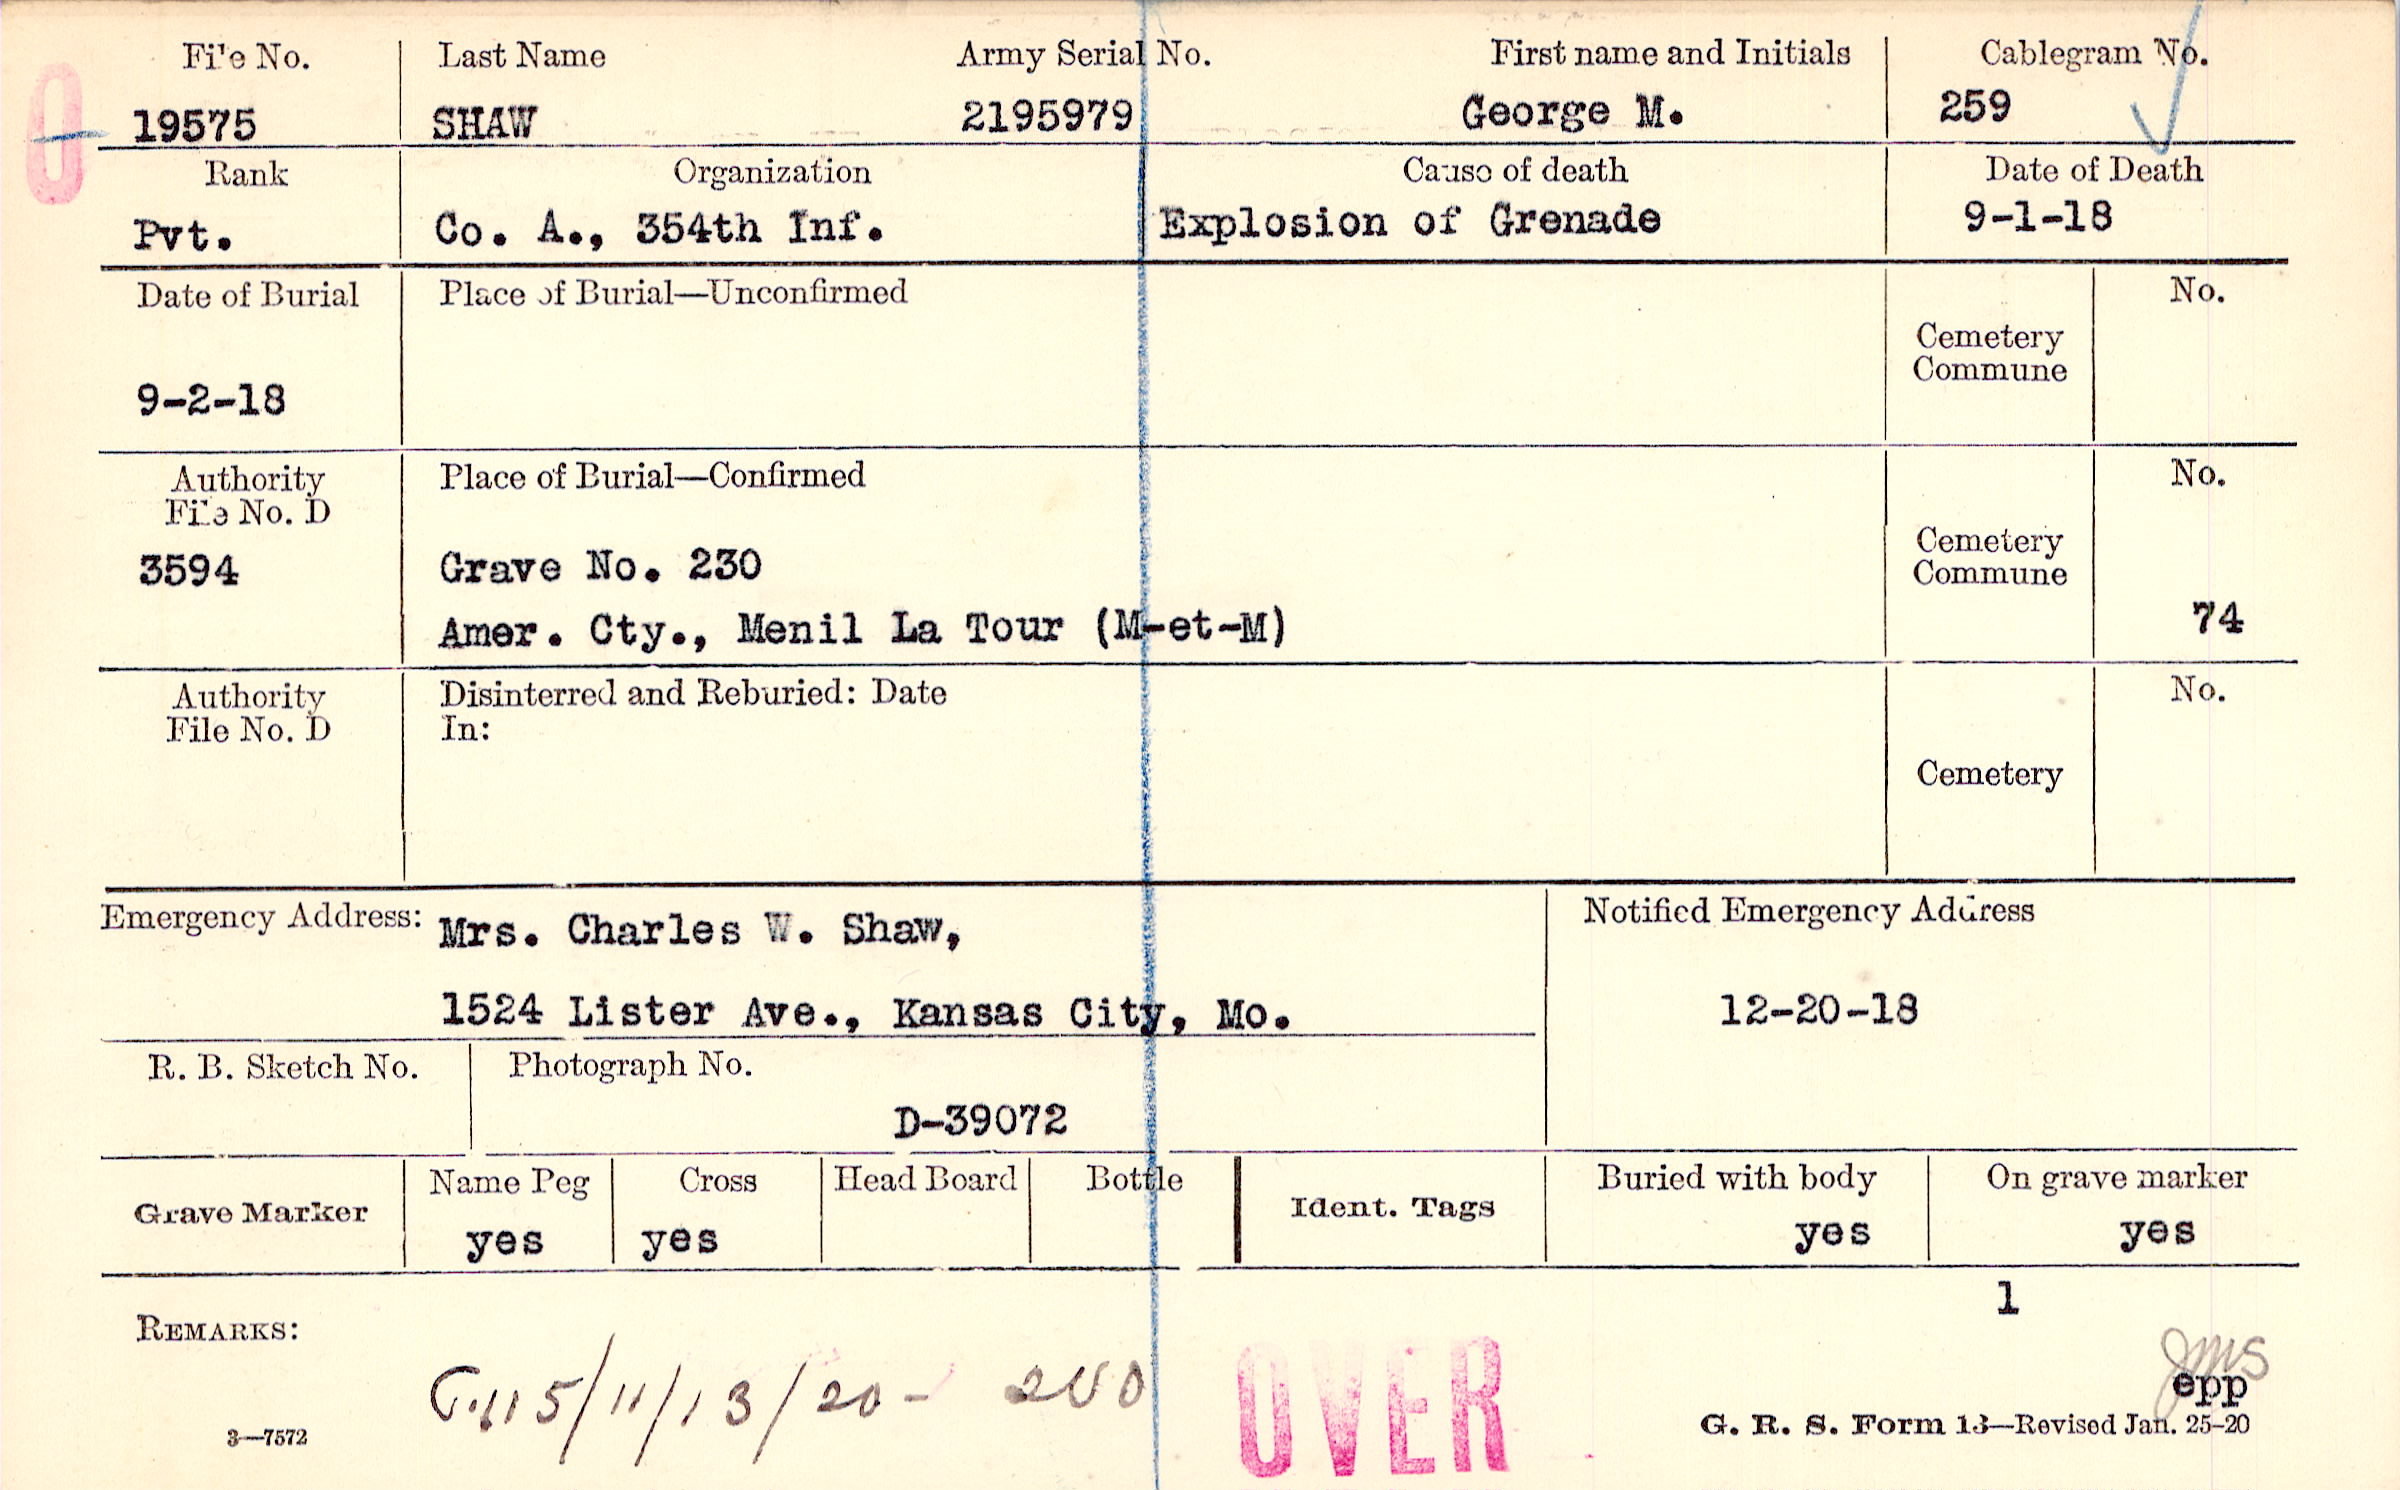 0
File No. Last Name Army Serial No. First name and Initials Cablegram No.
19575 SHAW 2195979 George M. 259
Rank Organization Cause of death Date of Death
Pvt. Co. A., 354th Inf. Explosion of Grenade 9-1-18
Date of Burial Place of Burial—Unconfirmed No.
Cemetery
Commune
9-2-18
Authority Place of Burial—Confirmed No.
File No. D
Cemetery
3594 Grave No. 230 Commune
Amer. Cty., Menil La Tour (M-et-M) 74
Authority Disinterred and Reburied: Date No.
File No. D In:
Cemetery
Emergency Address: Mrs. Charles W. Shaw, Notified Emergency Address
1524 Lister Ave., Kansas City, Mo. 12-20-18
R. B. Sketch No. Photograph No.
D-39072
Grave Marker Name Peg Cross Head Board Bottle Ident. Tags Buried with body On grave marker
yes yes yes yes
1
REMARKS:
JMS
/11/13/20- OVER epp
3—7572 G. R. S. Form 13—Revised Jan. 25-20